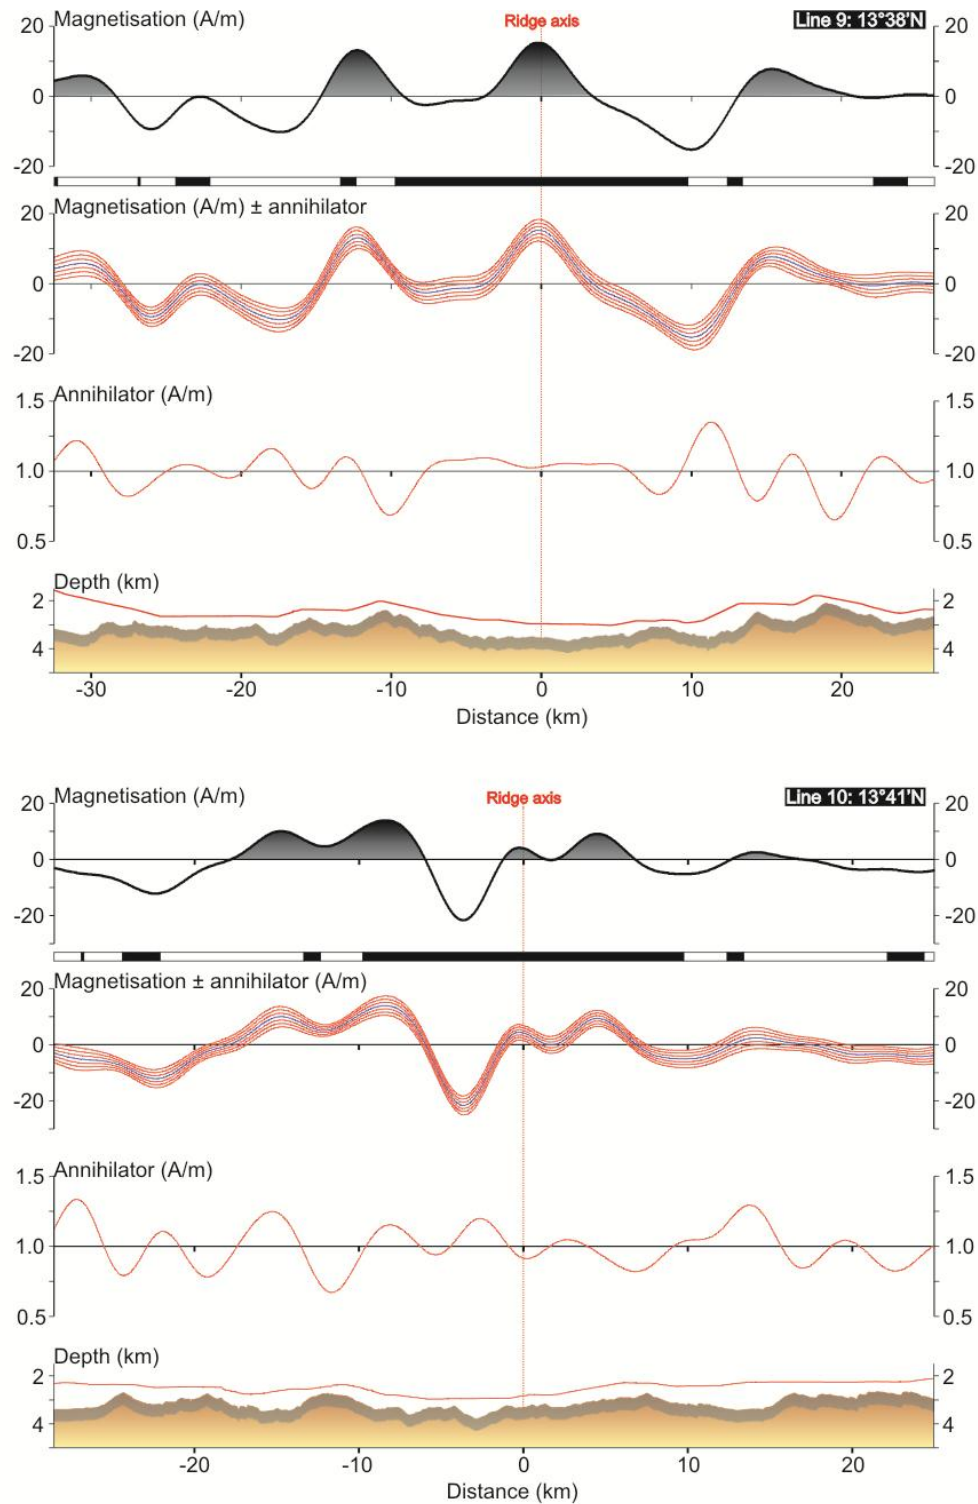 Magnetisation (A/m)
Ridge axis
Line 9: 13°38'N
20 20
0 0
-20 -20
Magnetisation (A/m) ± annihilator
20 20
0 0
-20 -20
Annihilator (A/m)
1.5 1.5
1.0 1.0
0.5 0.5
Depth (km)
2 2
4 4
-30 -20 -10 0 10 20
Distance (km)
Magnetisation (A/m)
Ridge axis
Line 10: 13°41'N
20 20
0 0
-20 -20
Magnetisation ± annihilator (A/m)
20 20
0 0
-20 -20
Annihilator (A/m)
1.5 1.5
1.0 1.0
0.5 0.5
Depth (km)
2 2
4 4
-20 -10 0 10 20
Distance (km)